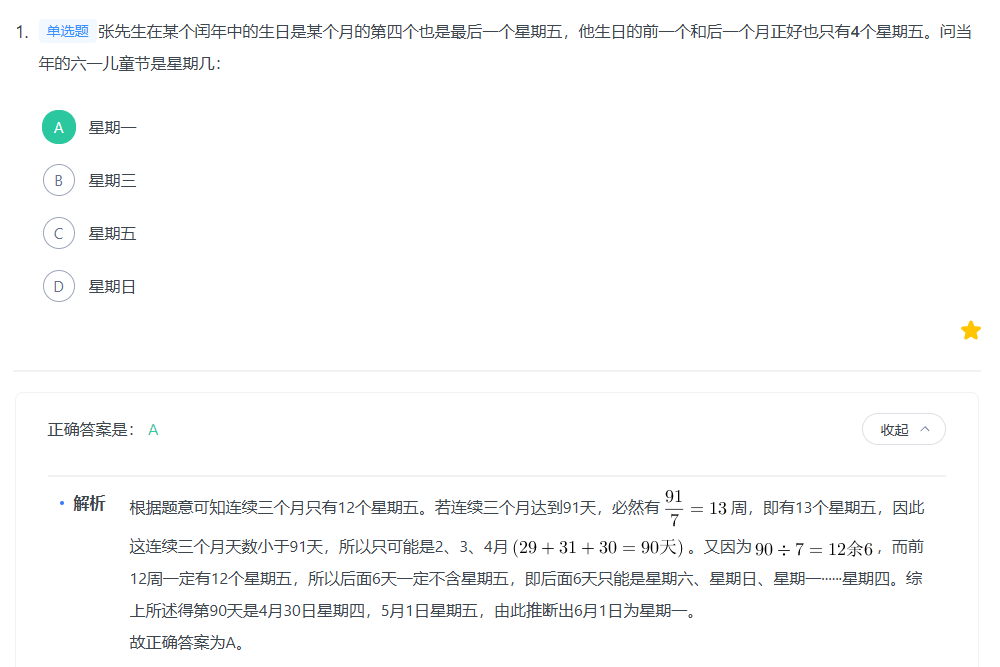 1. 单选题 张先生在某个闰年中的生日是某个月的第四个也是最后一个星期五，他生日的前一个和后一个月正好也只有4个星期五。问当
年的六一儿童节是星期几：
A 星期一
B 星期三
C 星期五
D 星期日
正确答案是： A
收起
• 解析
根据题意可知连续三个月只有12个星期五。若连续三个月达到91天，必然有 91/7 = 13 周，即有13个星期五，因此
这连续三个月天数小于91天，所以只可能是2、3、4月 (29 + 31 + 30 = 90天) 。又因为 90 ÷ 7 = 12余6 ，而前
12周一定有12个星期五，所以后面6天一定不含星期五，即后面6天只能是星期六、星期日、星期一……星期四。综
上所述得第90天是4月30日星期四，5月1日星期五，由此推断出6月1日为星期一。
故正确答案为A。